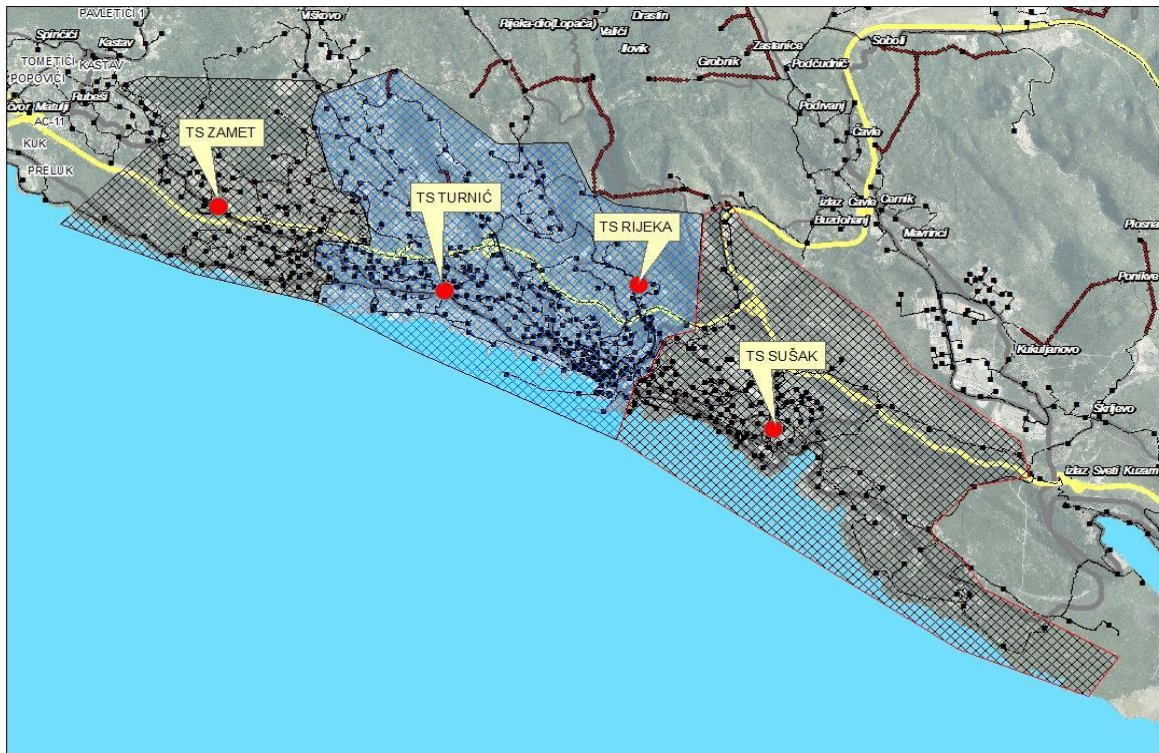 PAVLETIĆI 1
Viškovo
Rijeka-dio(Lopača)
Drastin
Valići
Ilovik
Zastenice
Soboli
Spinčići
Kastav
Grobnik
Podčudnič
TOMETIĆI
KASTAV
POPOVIĆI
Rubeši
Matulji
AC-11
KUK
PRELUK
Podrvanj
Čavle
TS ZAMET
TS TURNIĆ
TS RIJEKA
izlaz Čavle
Cernik
Buzdohanj
Mavrinci
Plosna
Ponikve
TS SUŠAK
Kukuljanovo
Škrljevo
izlaz Sveti Kuzam